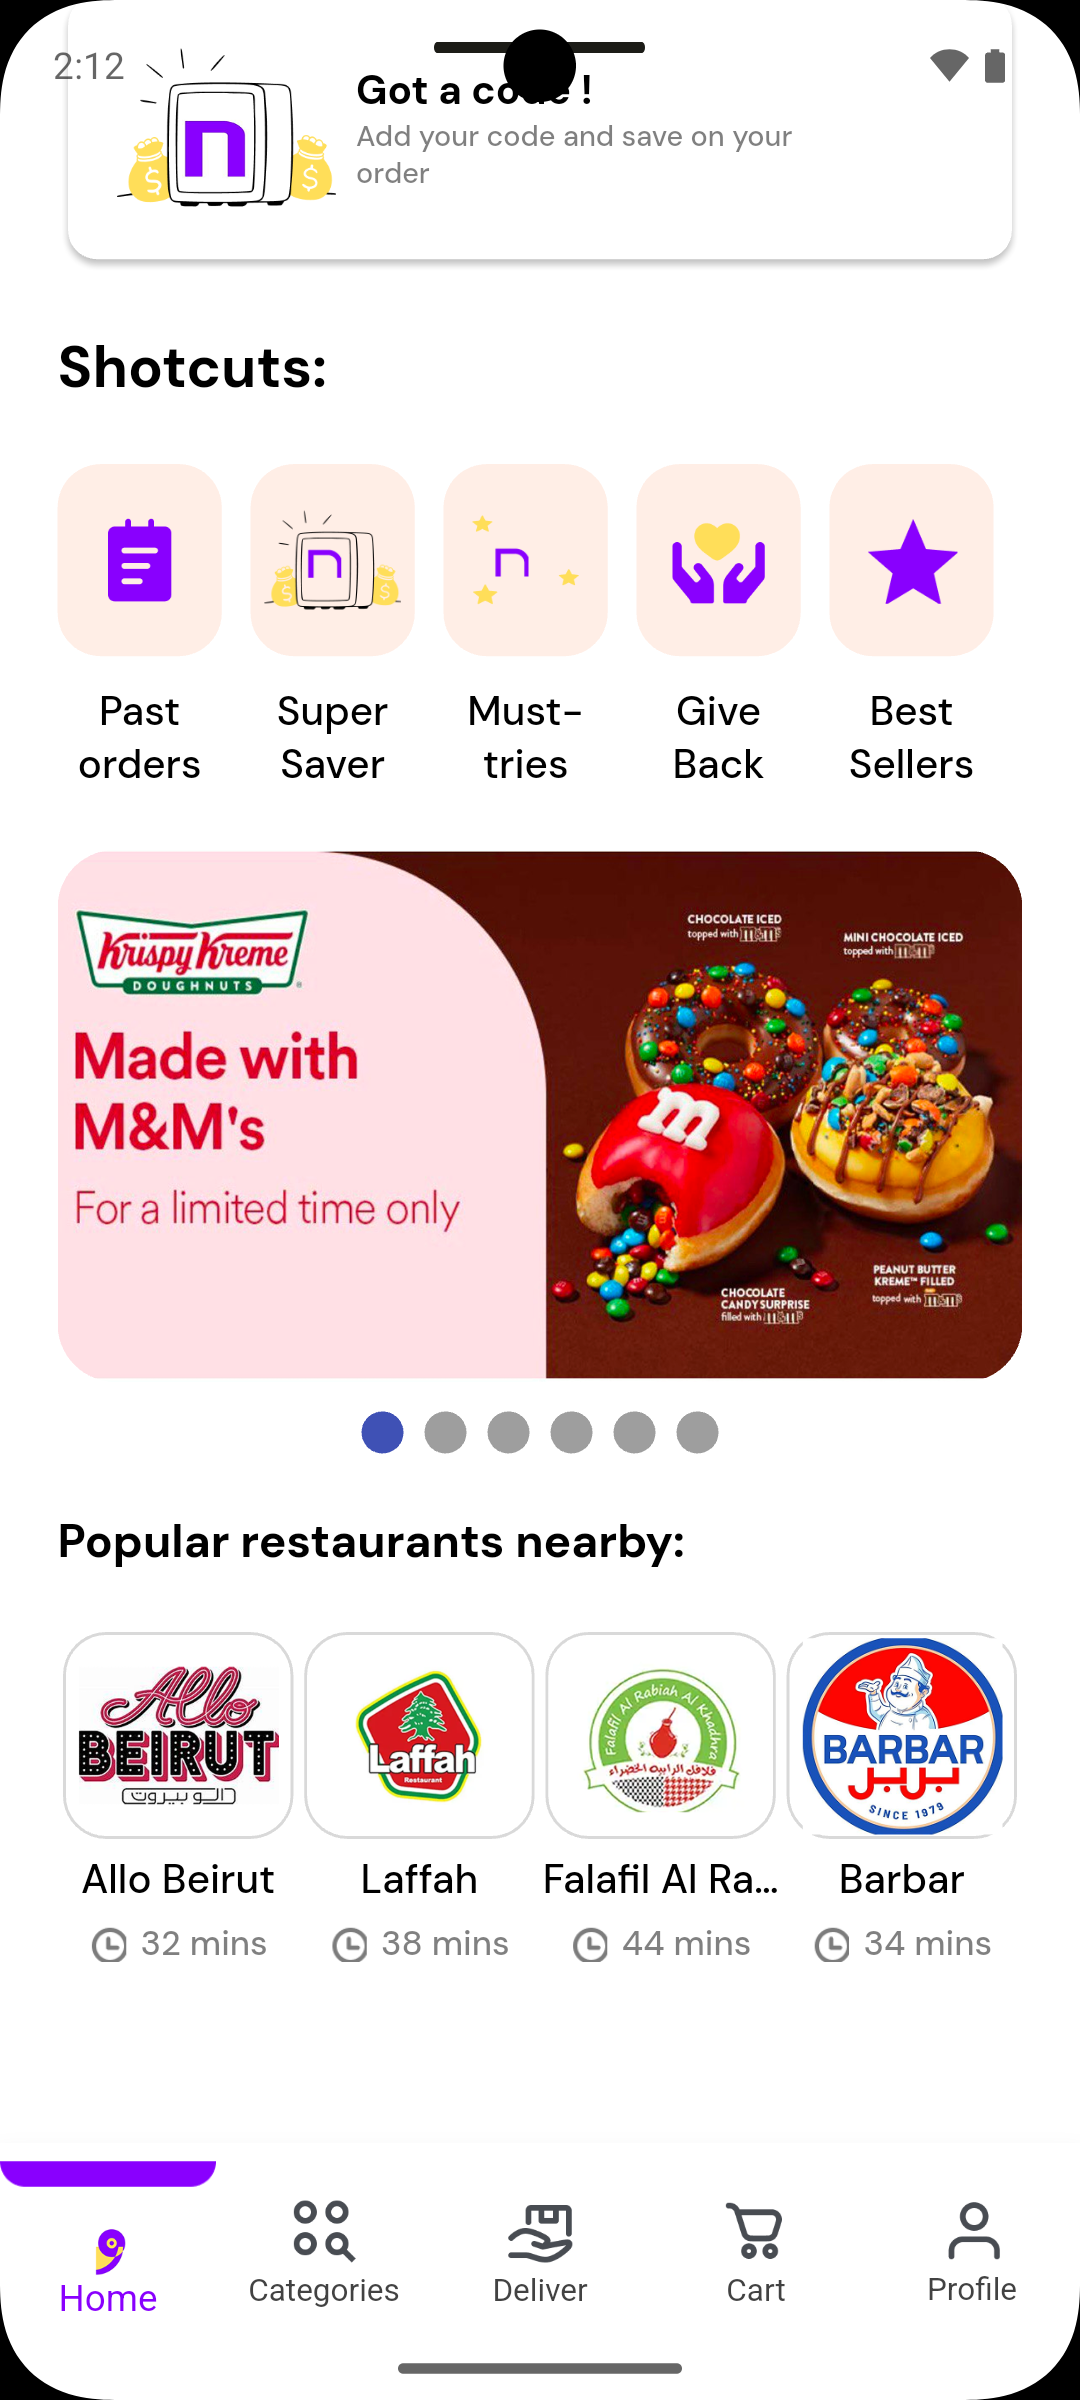 2:12
Got a code !
Add your code and save on your
order
Shotcuts:
Past
orders
Super
Saver
Must-
tries
Give
Back
Best
Sellers
Krispy Kreme
DOUGHNUTS
Made with
M&M's
For a limited time only
CHOCOLATE ICED
topped with m&m's
MINI CHOCOLATE ICED
topped with m&m's
m
CHOCOLATE
CANDY SURPRISE
filled with m&m's
PEANUT BUTTER
KREME™ FILLED
topped with m&m's
Popular restaurants nearby:
Allo
BEIRUT
اللو بيروت
Laffah
Restaurant
Falafil Al Rabiah Al Khadhra
فلافل الرابيه الخضراء
BARBAR
بربر
SINCE 1979
Allo Beirut
Laffah
Falafil Al Ra...
Barbar
32 mins
38 mins
44 mins
34 mins
Home
Categories
Deliver
Cart
Profile